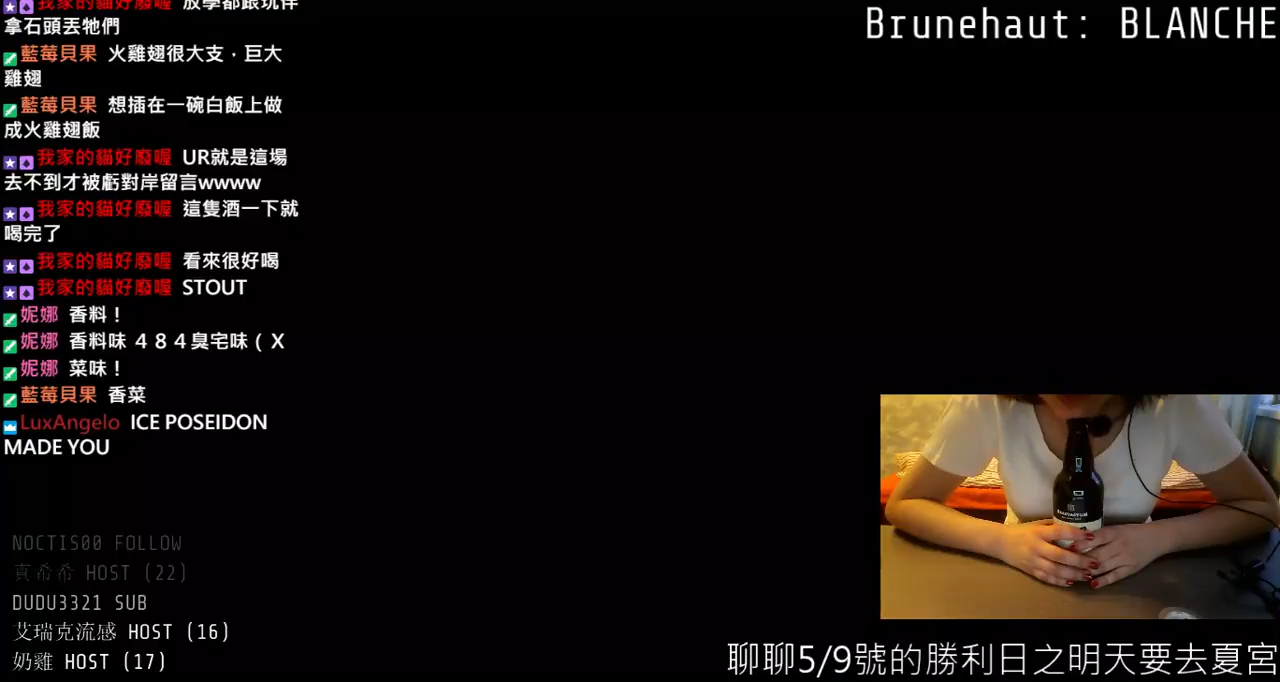 我家的貓好廢喔 放學都跟玩伴
拿石頭丟牠們
藍莓貝果 火雞翅很大支，巨大
雞翅
藍莓貝果 想插在一碗白飯上做
成火雞翅飯
我家的貓好廢喔 UR就是這場
去不到才被虧對岸留言wwww
我家的貓好廢喔 這隻酒一下就
喝完了
我家的貓好廢喔 看來很好喝
我家的貓好廢喔 STOUT
妮娜 香料！
妮娜 香料味 ４８４臭宅味（Ｘ
妮娜 菜味！
藍莓貝果 香菜
LuxAngelo ICE POSEIDON
MADE YOU
NOCTIS00 FOLLOW
真希希 HOST (22)
DUDU3321 SUB
艾瑞克流感 HOST (16)
奶雞 HOST (17)
Brunehaut: BLANCHE
聊聊5/9號的勝利日之明天要去夏宮